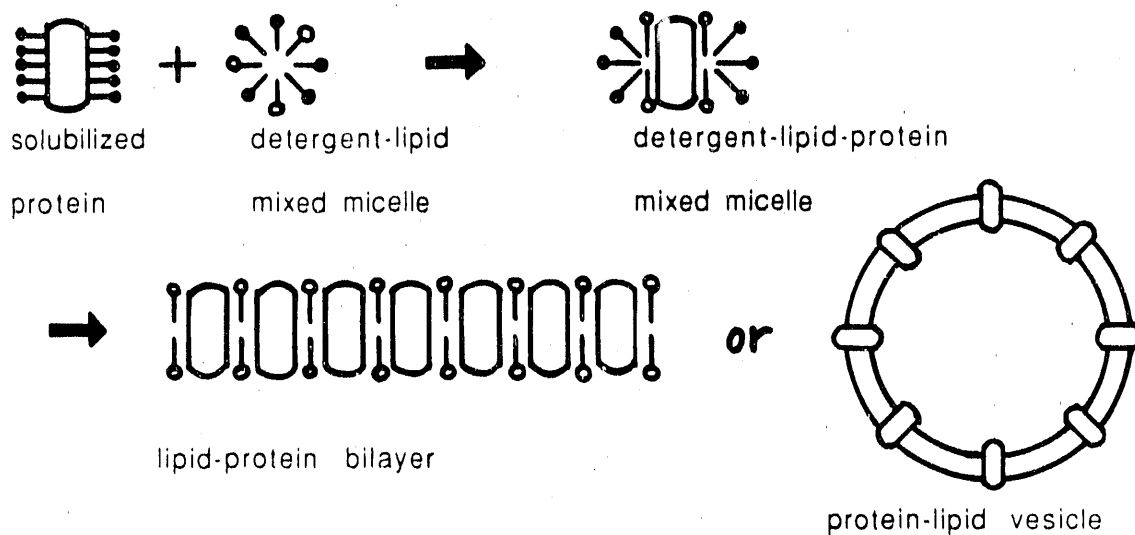 solubilized
protein
detergent-lipid
mixed micelle
detergent-lipid-protein
mixed micelle
or
lipid-protein bilayer
protein-lipid vesicle